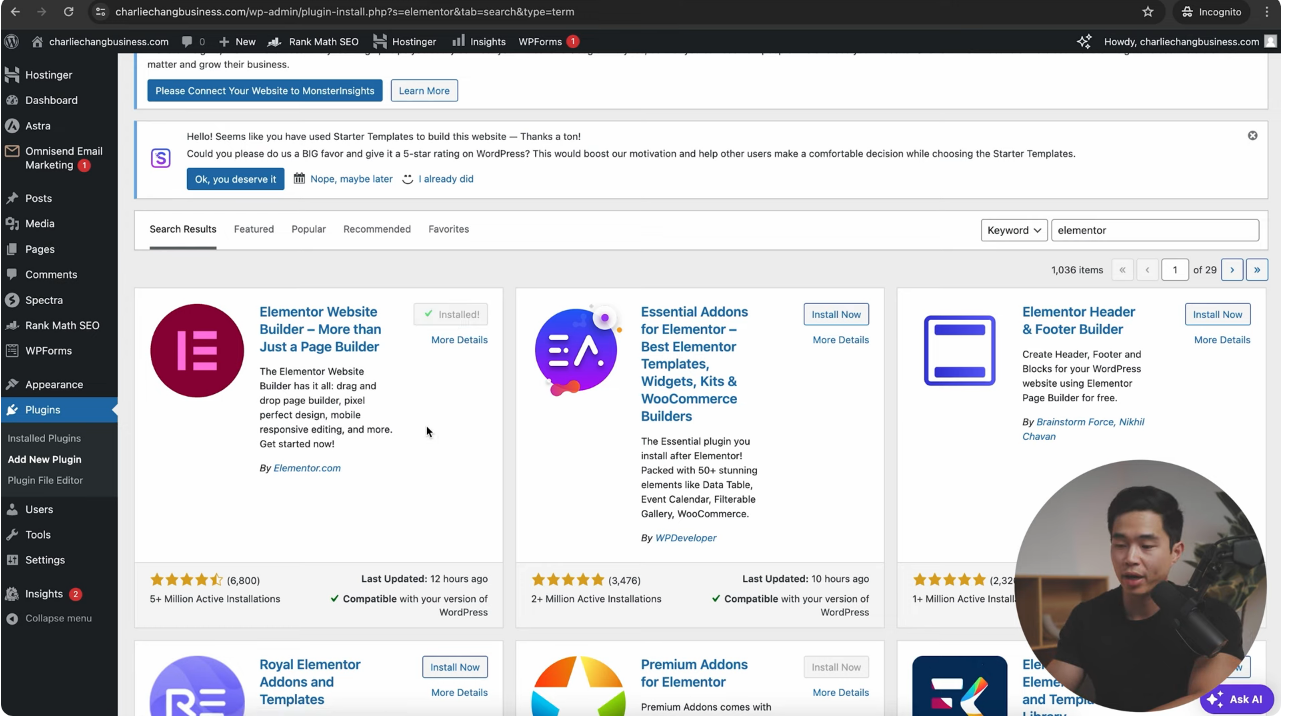 charliechangbusiness.com/wp-admin/plugin-install.php?s=elementor&tab=search&type=term
Incognito
charliechangbusiness.com
0
New
Rank Math SEO
Hostinger
Insights
WPForms 1
Howdy, charliechangbusiness.com
Hostinger
Dashboard
Astra
Omnisend Email
Marketing 1
Posts
Media
Pages
Comments
Spectra
Rank Math SEO
WPForms
Appearance
Plugins
Installed Plugins
Add New Plugin
Plugin File Editor
Users
Tools
Settings
Insights 2
Collapse menu
matter and grow their business.
Please Connect Your Website to MonsterInsights
Learn More
Hello! Seems like you have used Starter Templates to build this website — Thanks a ton!
Could you please do us a BIG favor and give it a 5-star rating on WordPress? This would boost our motivation and help other users make a comfortable decision while choosing the Starter Templates.
Ok, you deserve it
Nope, maybe later
I already did
Search Results
Featured
Popular
Recommended
Favorites
Keyword
elementor
1,036 items
«
‹
1
of 29
›
»
Elementor Website
Builder – More than
Just a Page Builder
Installed!
More Details
The Elementor Website
Builder has it all: drag and
drop page builder, pixel
perfect design, mobile
responsive editing, and more.
Get started now!
By Elementor.com
(6,800)
5+ Million Active Installations
Last Updated: 12 hours ago
Compatible with your version of
WordPress
Essential Addons
for Elementor –
Best Elementor
Templates,
Widgets, Kits &
WooCommerce
Builders
Install Now
More Details
The Essential plugin you
install after Elementor!
Packed with 50+ stunning
elements like Data Table,
Event Calendar, Filterable
Gallery, WooCommerce.
By WPDeveloper
(3,476)
2+ Million Active Installations
Last Updated: 10 hours ago
Compatible with your version of
WordPress
Elementor Header
& Footer Builder
Install Now
More Details
Create Header, Footer and
Blocks for your WordPress
website using Elementor
Page Builder for free.
By Brainstorm Force, Nikhil
Chavan
1+ Million Active
Royal Elementor
Addons and
Templates
Install Now
More Details
RE
Premium Addons
for Elementor
Install Now
More Details
Premium Addons comes with
and
Ask AI